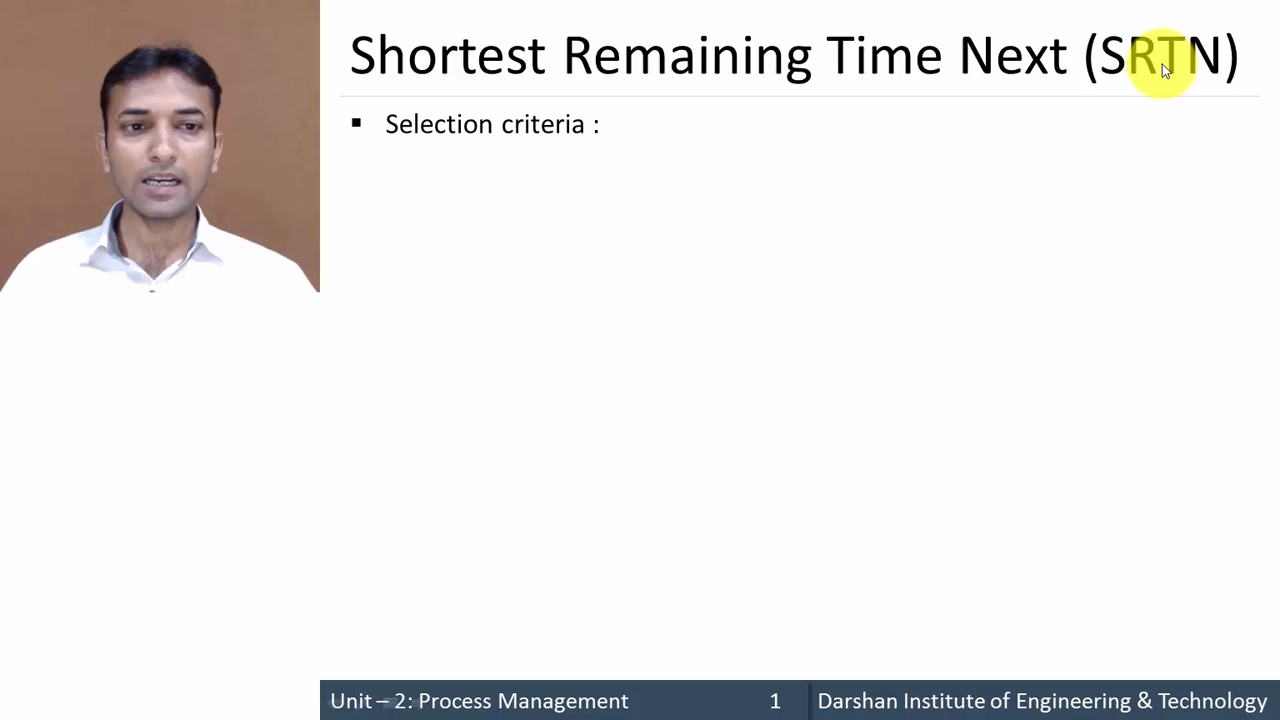 Shortest Remaining Time Next (SRTN)
▪ Selection criteria :
Unit – 2: Process Management 1 Darshan Institute of Engineering & Technology